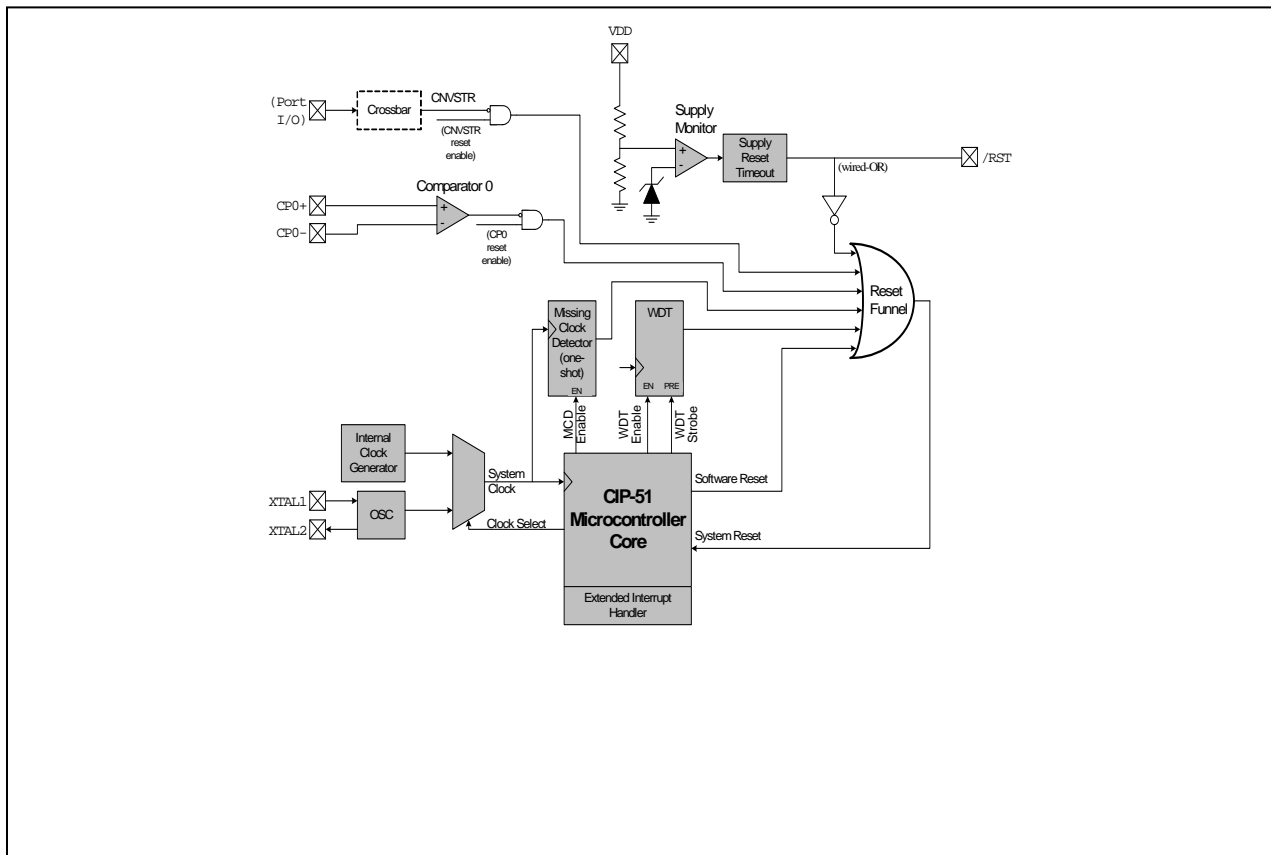 VDD
(Port
I/O)
Crossbar
CNVSTR
(CNVSTR
reset
enable)
Supply
Monitor
+
-
Supply
Reset
Timeout
(wired-OR)
/RST
Comparator 0
CP0+
CP0-
+
-
(CP0
reset
enable)
Reset
Funnel
Missing
Clock
Detector
(one-
shot)
EN
WDT
EN
PRE
MCD
Enable
WDT
Enable
WDT
Strobe
Internal
Clock
Generator
System
Clock
XTAL1
XTAL2
OSC
Clock Select
CIP-51
Microcontroller
Core
Software Reset
System Reset
Extended Interrupt
Handler